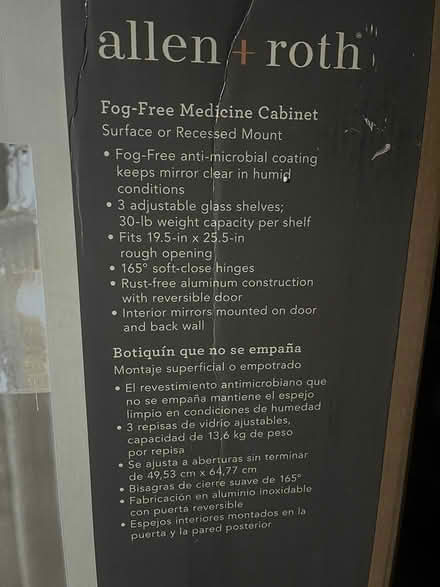 allen + roth®
Fog-Free Medicine Cabinet
Surface or Recessed Mount
• Fog-Free anti-microbial coating
keeps mirror clear in humid
conditions
• 3 adjustable glass shelves;
30-lb weight capacity per shelf
• Fits 19.5-in x 25.5-in
rough opening
• 165° soft-close hinges
• Rust-free aluminum construction
with reversible door
• Interior mirrors mounted on door
and back wall
Botiquín que no se empaña
Montaje superficial o empotrado
• El revestimiento antimicrobiano que
no se empaña mantiene el espejo
limpio en condiciones de humedad
• 3 repisas de vidrio ajustables,
capacidad de 13,6 kg de peso
por repisa
• Se ajusta a aberturas sin terminar
de 49,53 cm x 64,77 cm
• Bisagras de cierre suave de 165°
• Fabricación en aluminio inoxidable
con puerta reversible
• Espejos interiores montados en la
puerta y la pared posterior